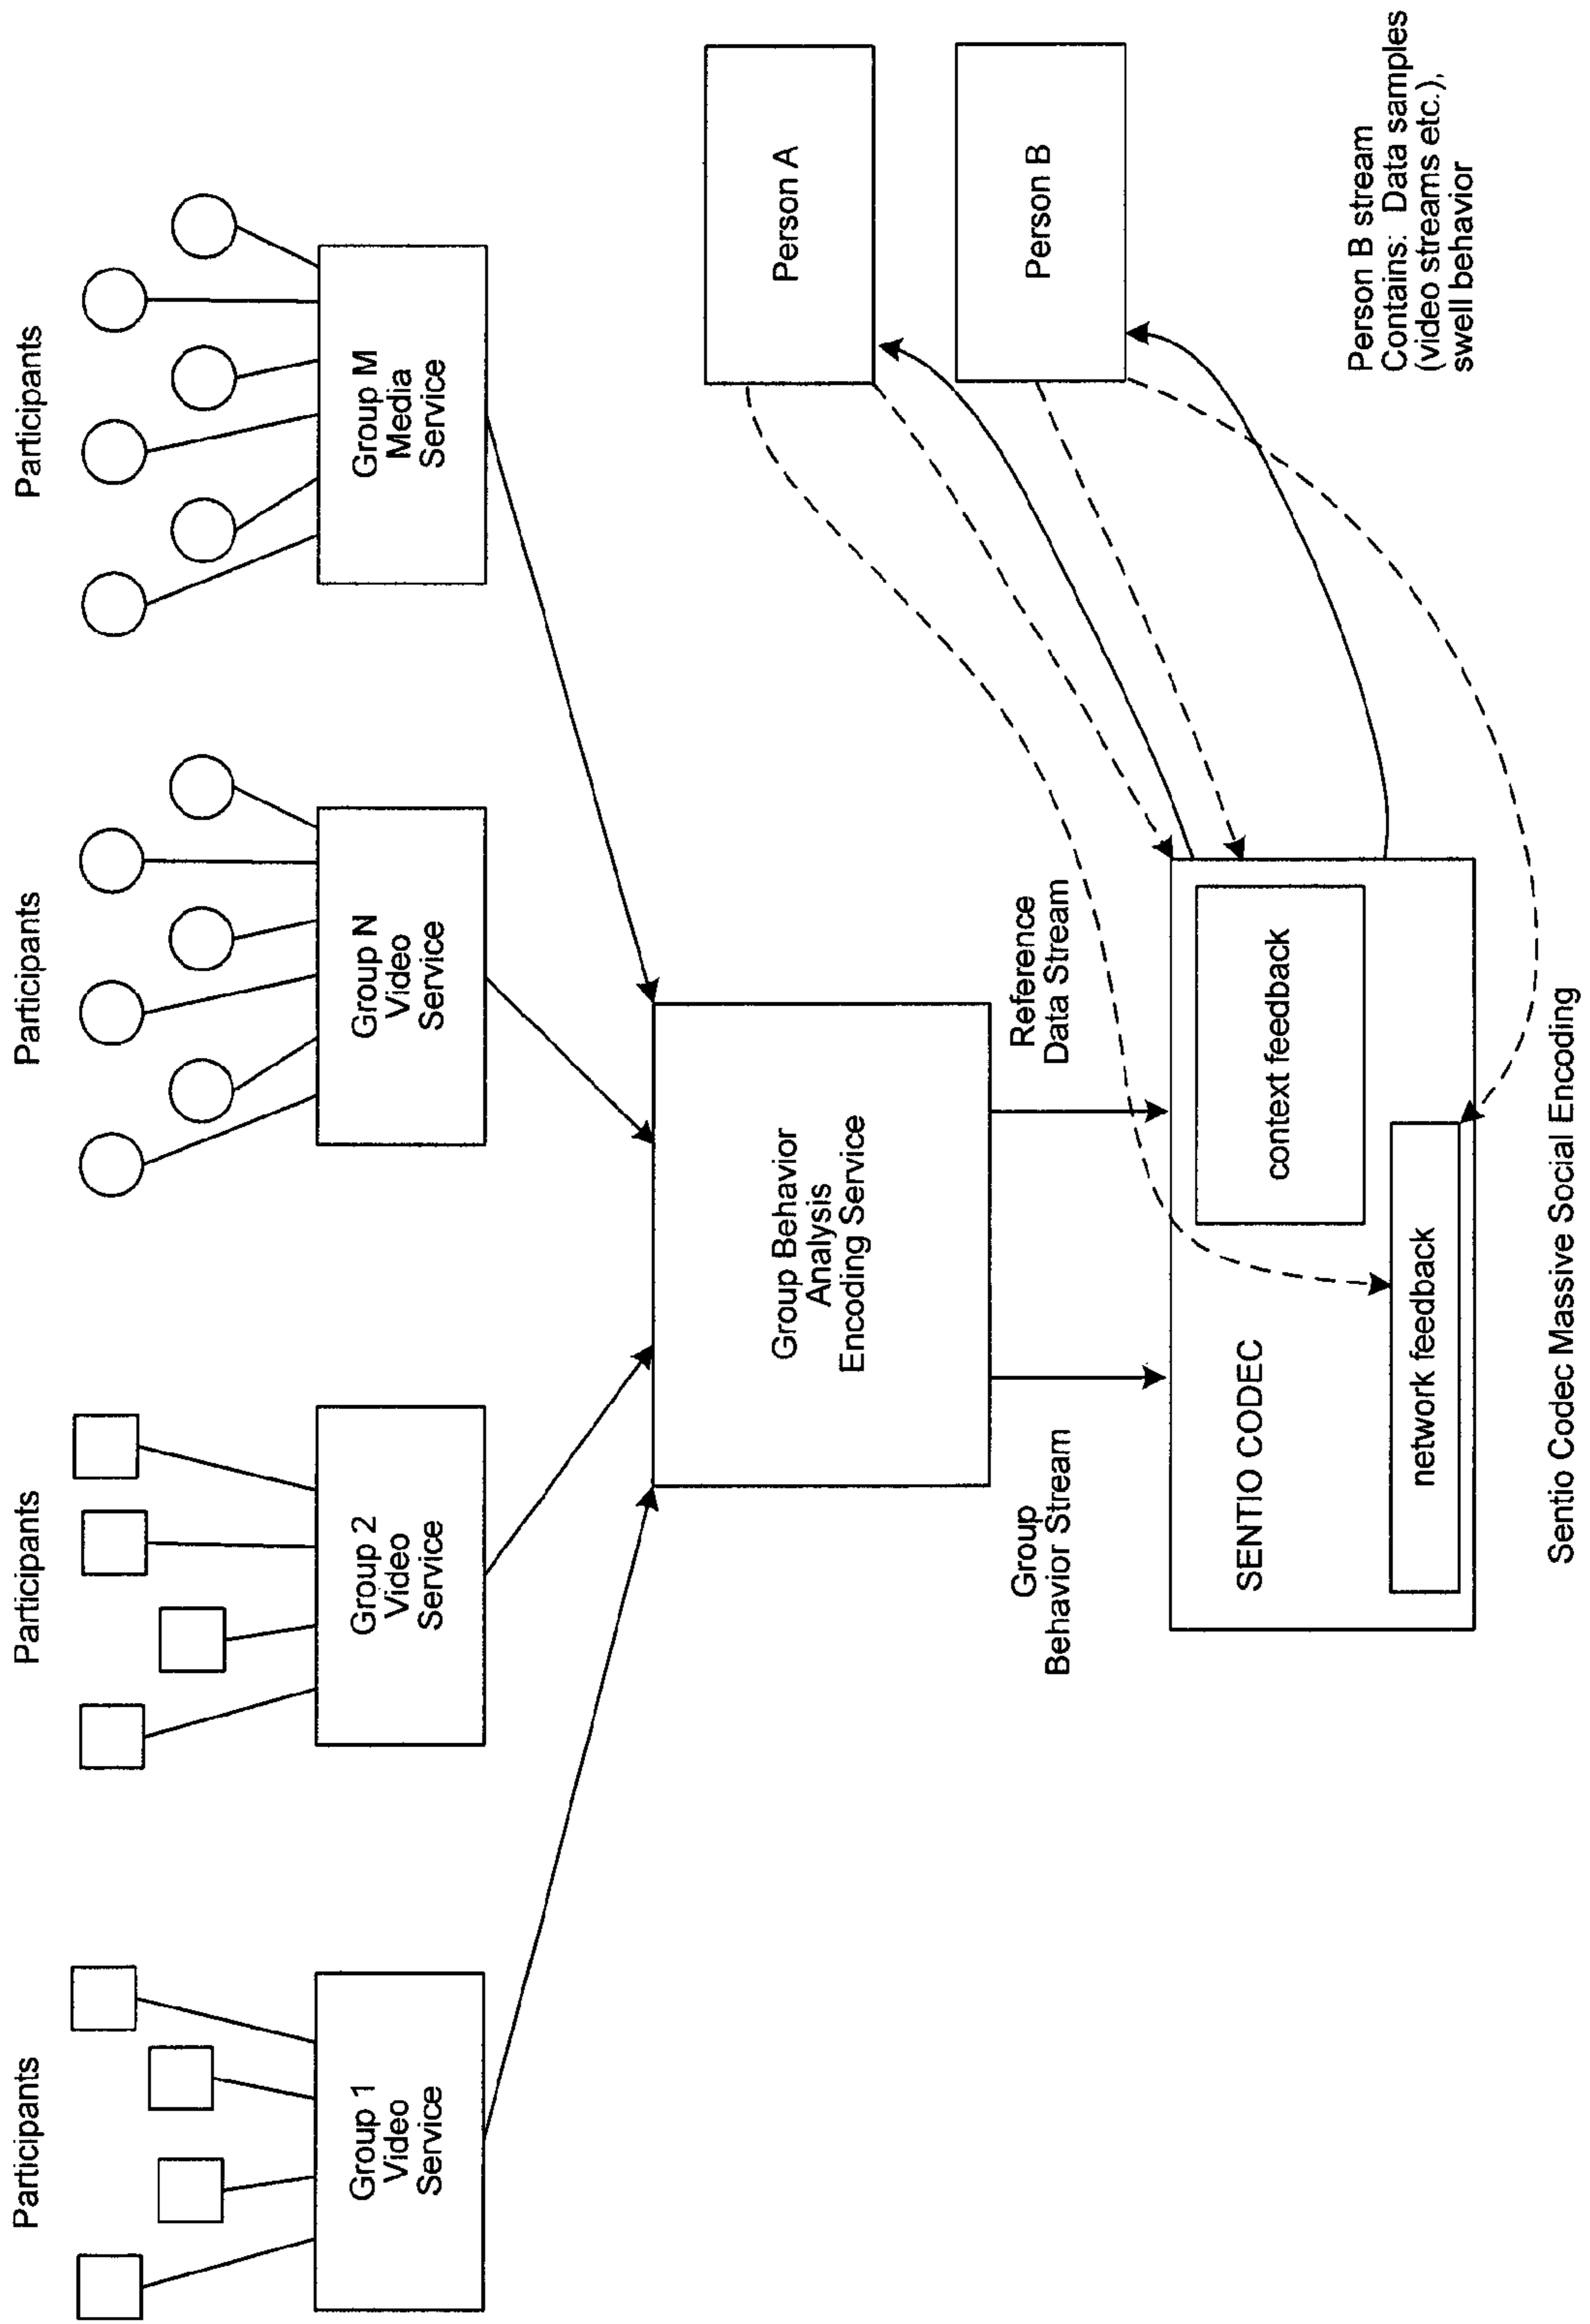 Participants
Participants
Participants
Participants
Group 1
Video
Service
Group 2
Video
Service
Group N
Video
Service
Group M
Media
Service
Group Behavior
Analysis
Encoding Service
Person A
Person B
Group
Behavior Stream
Reference
Data Stream
SENTIO CODEC
context feedback
network feedback
Person B stream
Contains: Data samples
(video streams etc.),
swell behavior
Sentio Codec Massive Social Encoding